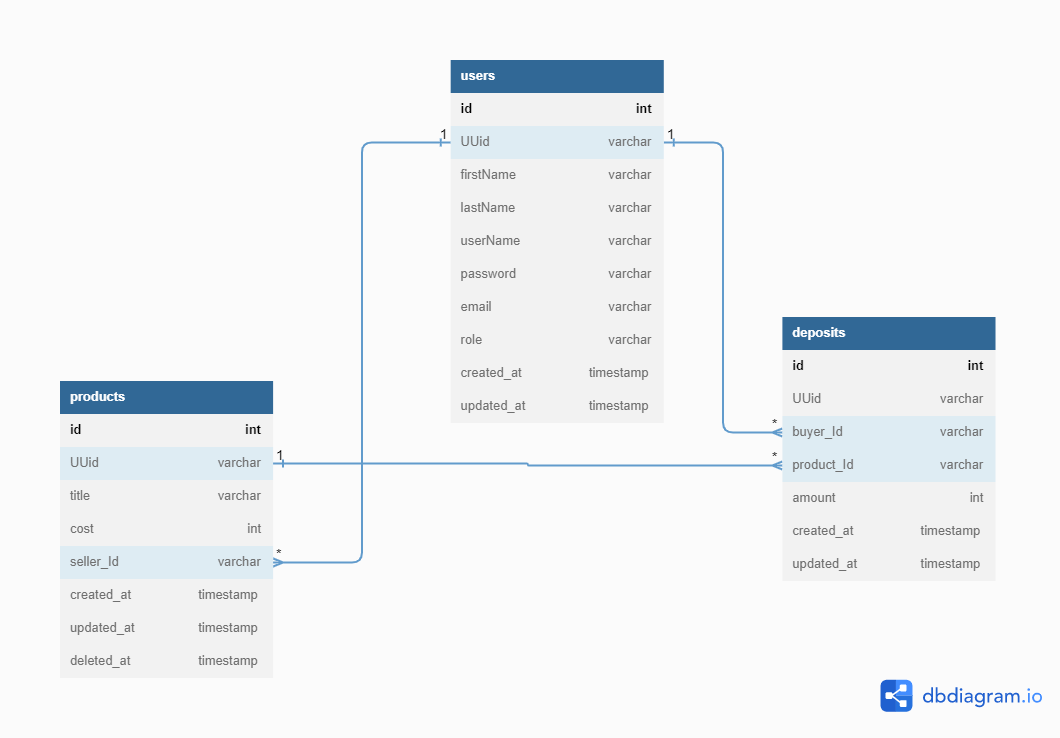 users
id int
1 UUid varchar 1
firstName varchar
lastName varchar
userName varchar
password varchar
email varchar
role varchar
created_at timestamp
updated_at timestamp
products
id int
UUid varchar 1
title varchar
cost int
seller_Id varchar *
created_at timestamp
updated_at timestamp
deleted_at timestamp
deposits
id int
UUid varchar
* buyer_Id varchar
* product_Id varchar
amount int
created_at timestamp
updated_at timestamp
dbdiagram.io